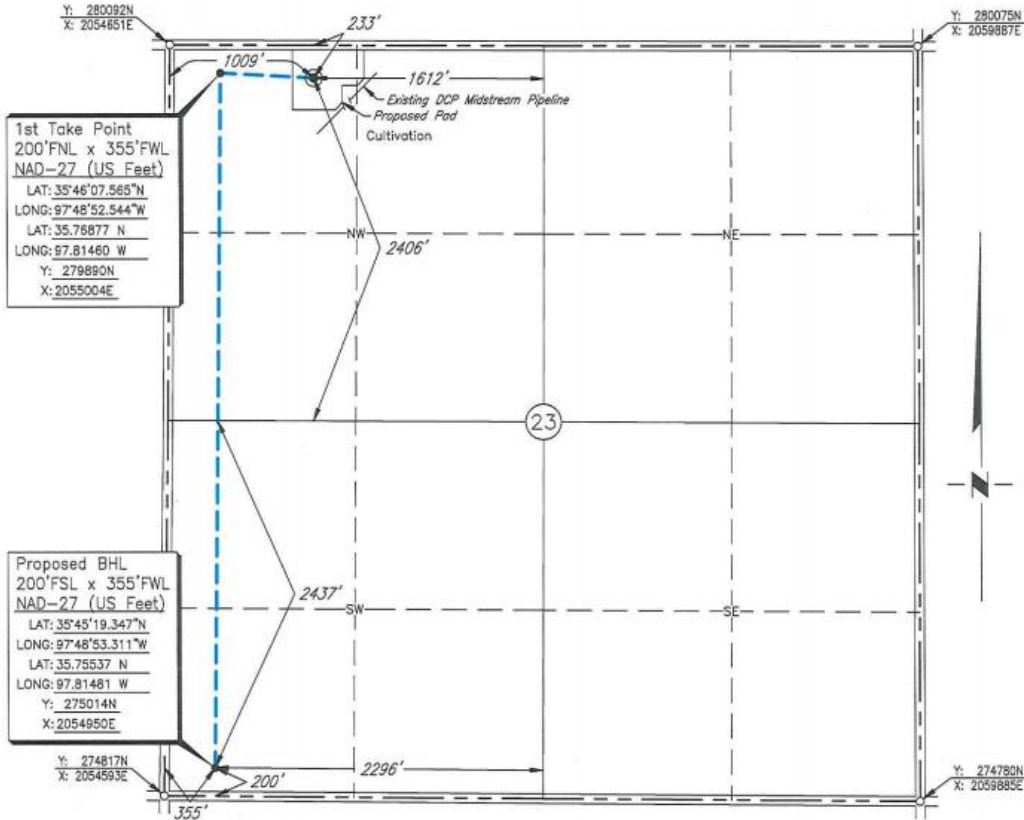 Y: 280092N
X: 2054651E
233'
Y: 280075N
X: 2059887E
1009'
1612'
Existing DCP Midstream Pipeline
Proposed Pad
Cultivation
1st Take Point
200'FNL x 355'FWL
NAD-27 (US Feet)
LAT: 35°46'07.565"N
LONG: 97°48'52.544"W
LAT: 35.76877 N
LONG: 97.81460 W
Y: 279890N
X: 2055004E
NW
NE
2406'
23
Proposed BHL
200'FSL x 355'FWL
NAD-27 (US Feet)
LAT: 35°45'19.347"N
LONG: 97°48'53.311"W
LAT: 35.75537 N
LONG: 97.81481 W
Y: 275014N
X: 2054950E
2437'
SW
SE
N
Y: 274817N
X: 2054593E
2296'
200'
355'
Y: 274780N
X: 2059885E